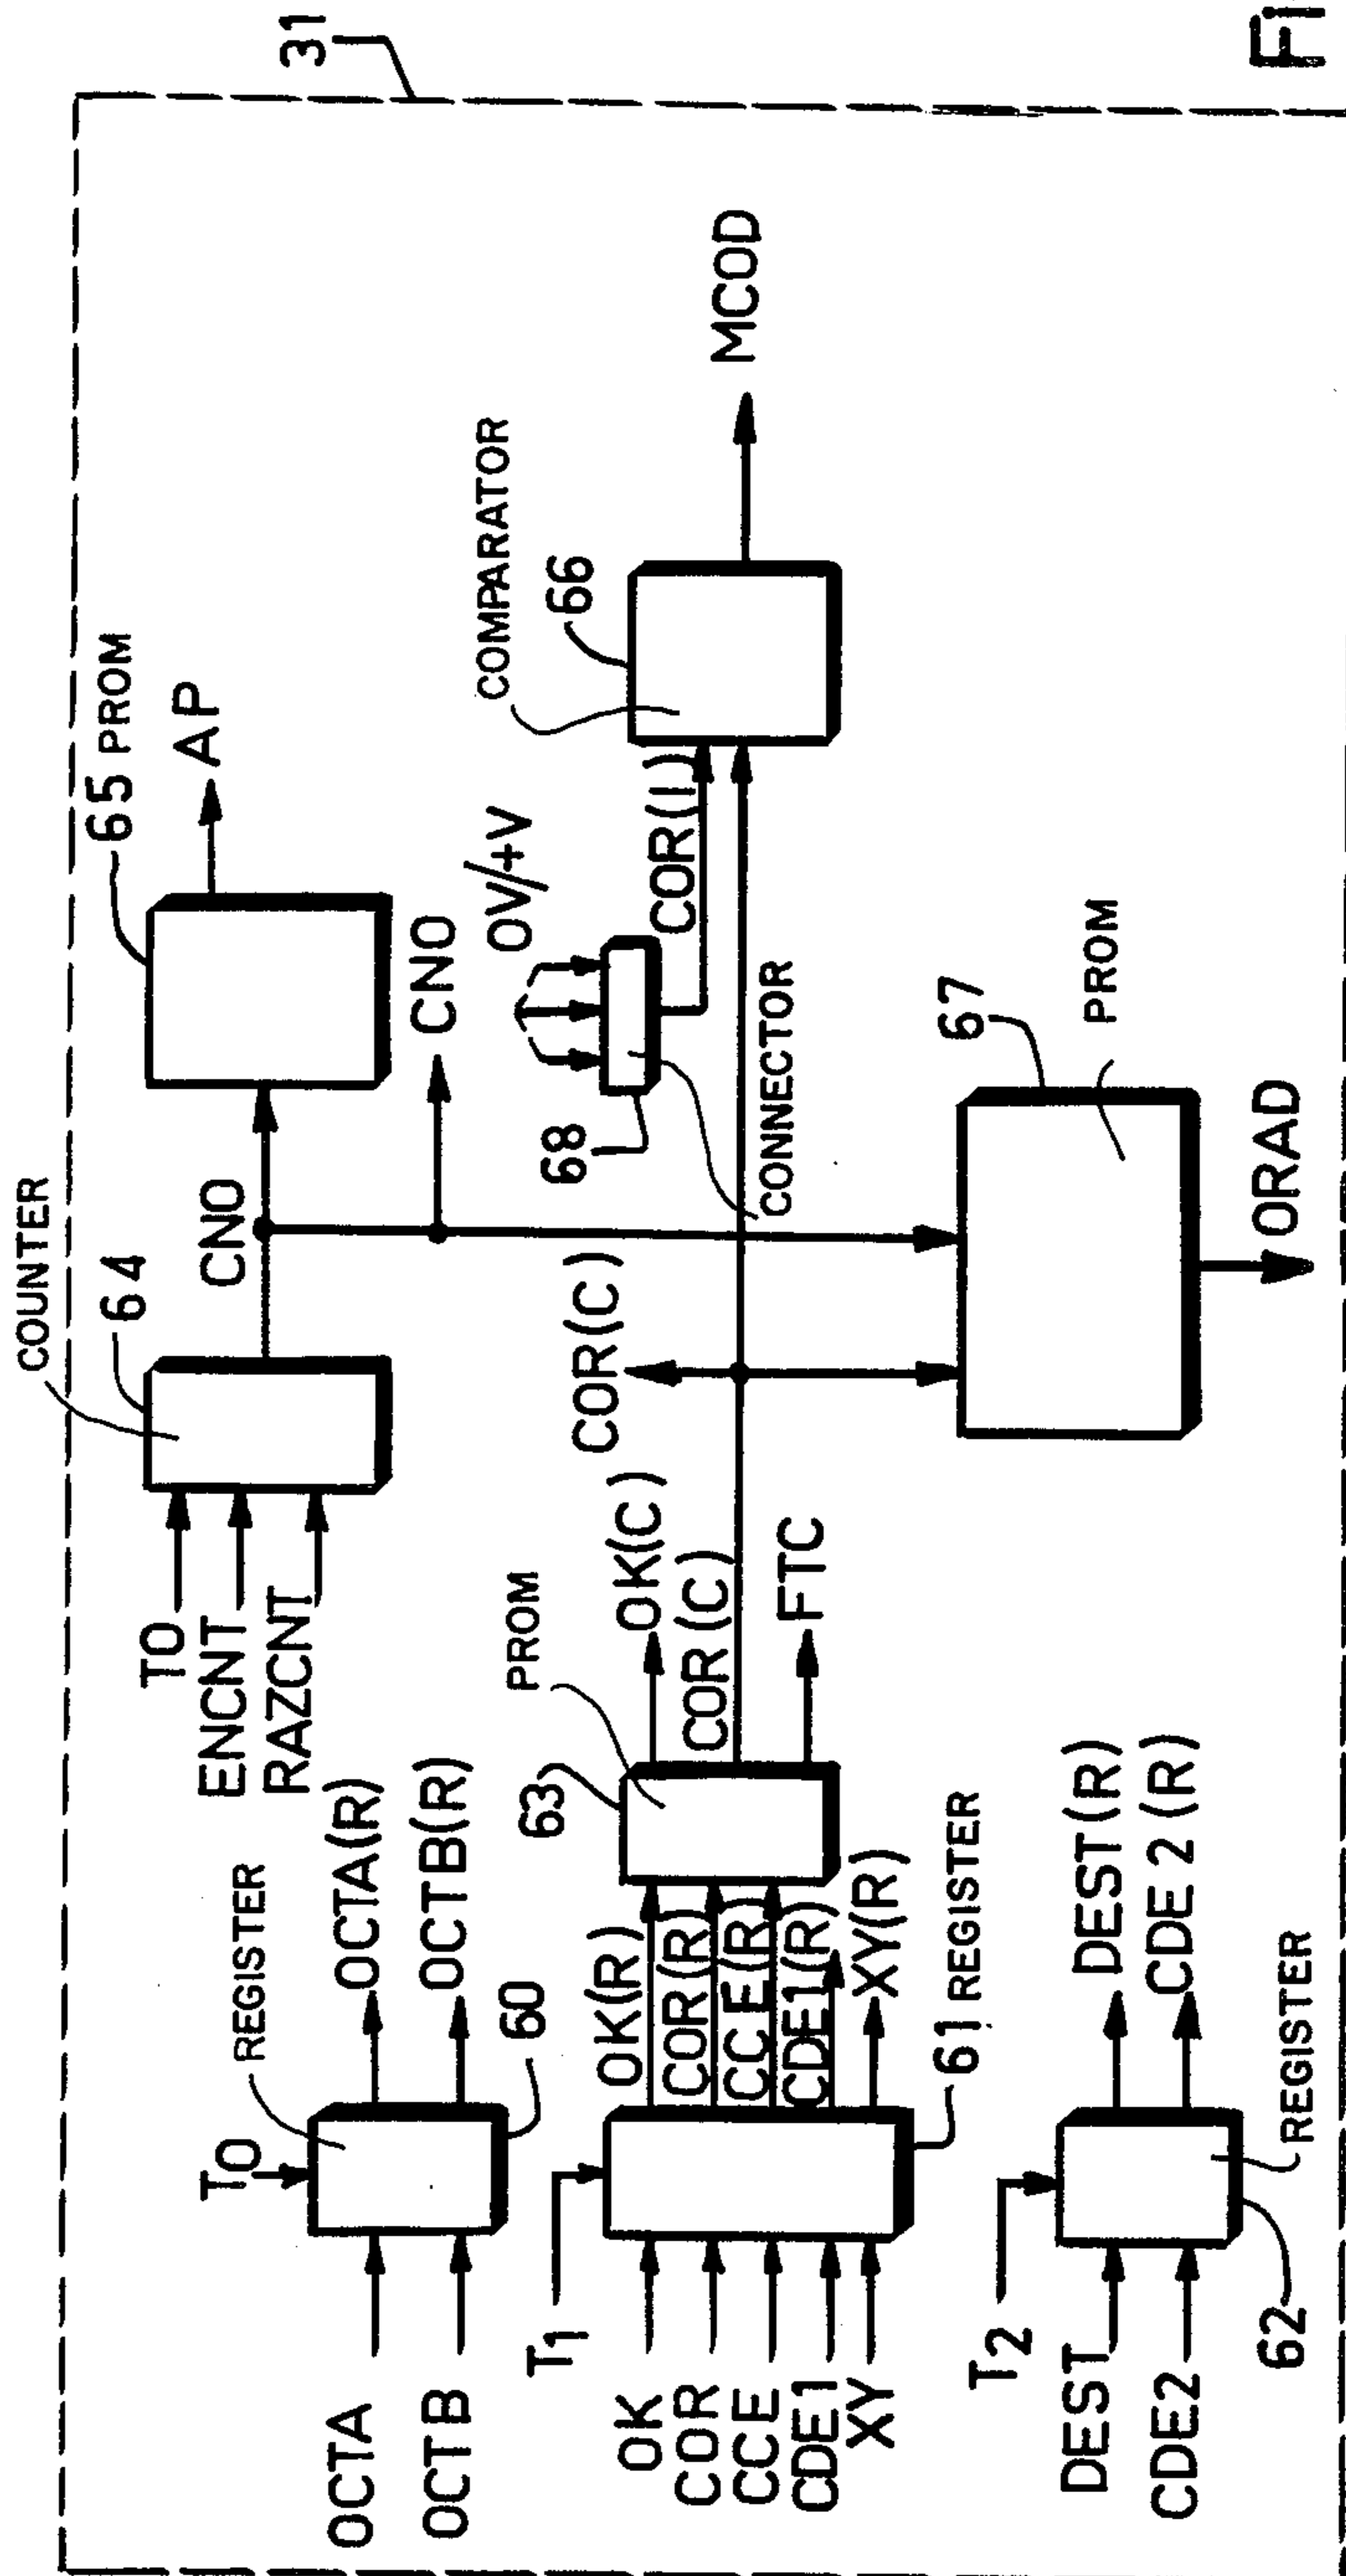 31
Fi
COUNTER
64
TO
ENCNT
RAZCNT
CNO
65 PROM
AP
CNO
REGISTER
TO
OCTA
OCTB
OCTA(R)
OCTB(R)
60
T1
OK
COR
CCE
CDE1
XY
OK(R)
COR(R)
CCE(R)
CDE1(R)
XY(R)
61 REGISTER
63
PROM
OK(C)
COR(C)
FTC
COR(C)
68
0V/+V
COR(I)
CONNECTOR
COMPARATOR
66
MCOD
67
PROM
ORAD
T2
DEST
CDE2
DEST(R)
CDE2(R)
62
REGISTER